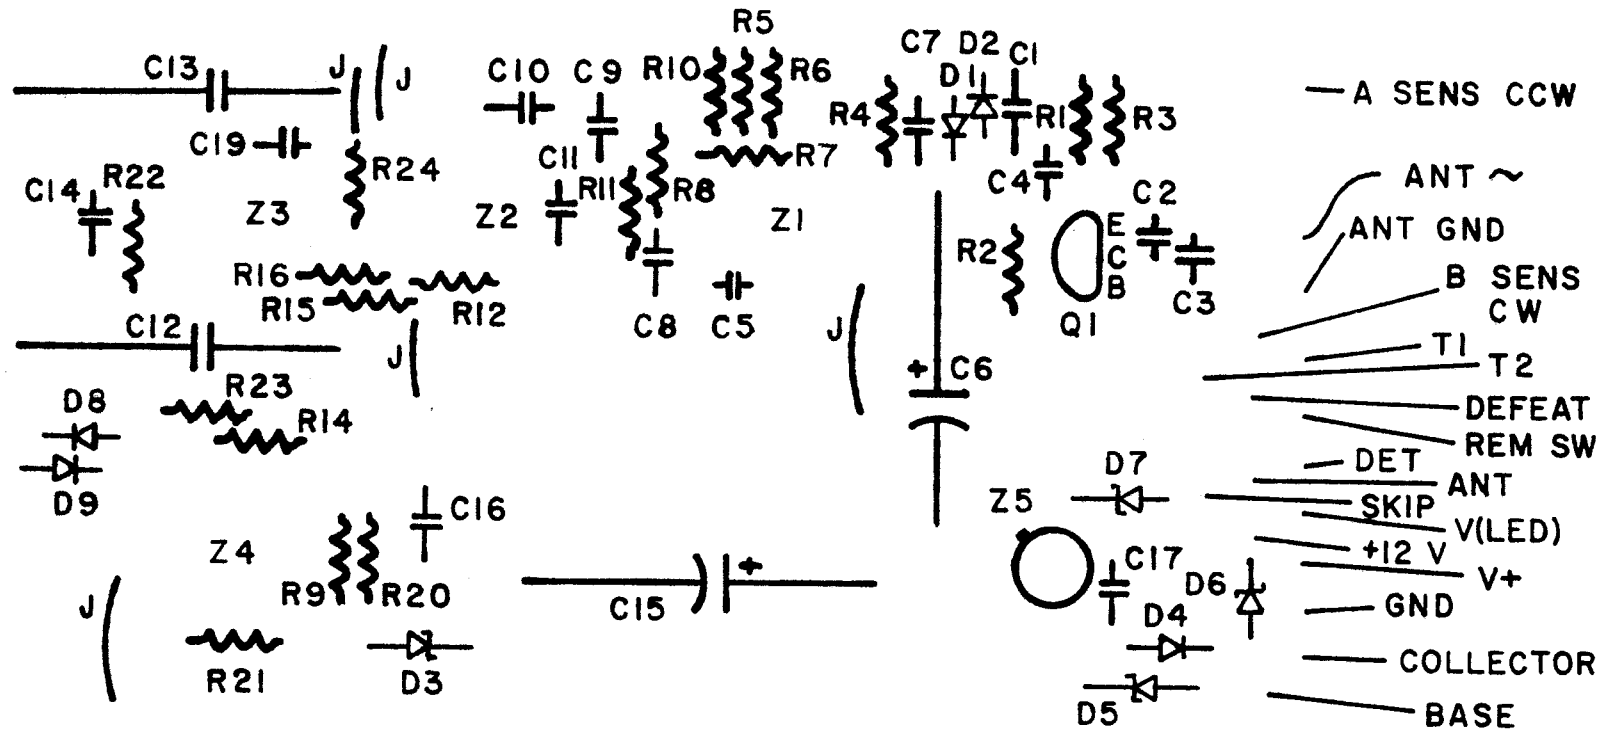 R5
C7 D2 C1
C13 J J C10 C9 R10 R6 D1
A SENS CCW
R4 R1 R3
C19 R24 C11 R7
C14 R22 R11 R8 C4 C2 ANT ~
Z3 Z2 Z1 E
ANT GND
R2 C
R16 B
B SENS
CW
R15 R12 C8 C5 J Q1 C3
C12
J T1
+ C6 T2
R23
D8 R14 DEFEAT
REM SW
D7 DET
D9 C16 Z5 ANT
SKIP
V(LED)
Z4 + C17 +12 V
D6 V+
R9 R20 C15 GND
J D4
COLLECTOR
R21 D3
D5 BASE